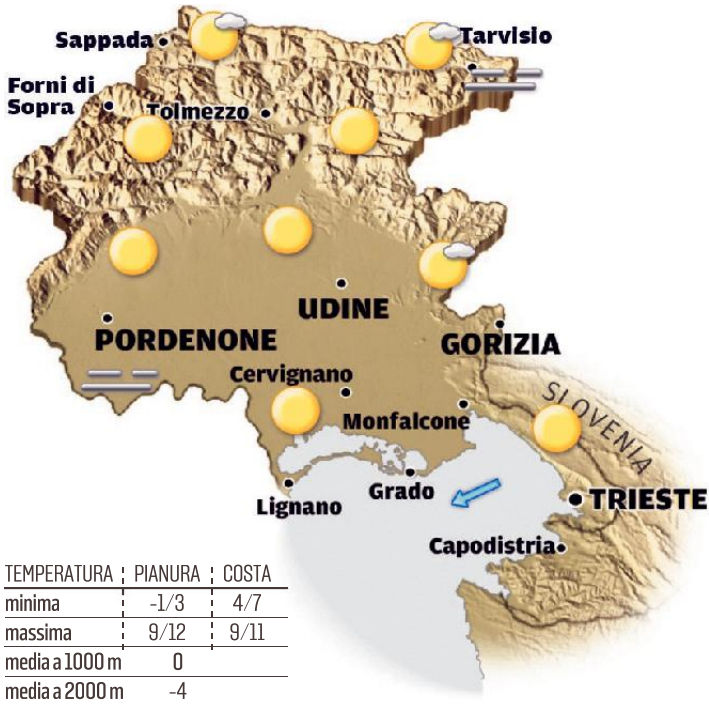 Sappada
Tarvisio
Forni di
Sopra
Tolmezzo
UDINE
PORDENONE
GORIZIA
Cervignano
SLOVENIA
Monfalcone
Lignano
Grado
TRIESTE
Capodistria
TEMPERATURA PIANURA COSTA
minima -1/3 4/7
massima 9/12 9/11
media a 1000 m 0
media a 2000 m -4